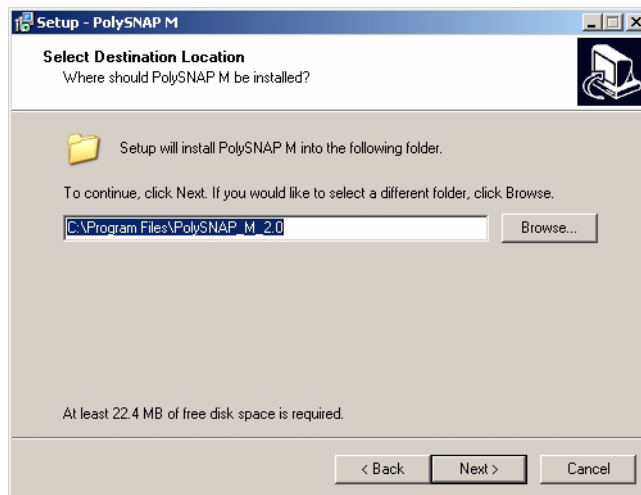 Setup - PolySNAP M
Select Destination Location
Where should PolySNAP M be installed?
Setup will install PolySNAP M into the following folder.
To continue, click Next. If you would like to select a different folder, click Browse.
C:\Program Files\PolySNAP_M_2.0
Browse...
At least 22.4 MB of free disk space is required.
< Back
Next >
Cancel